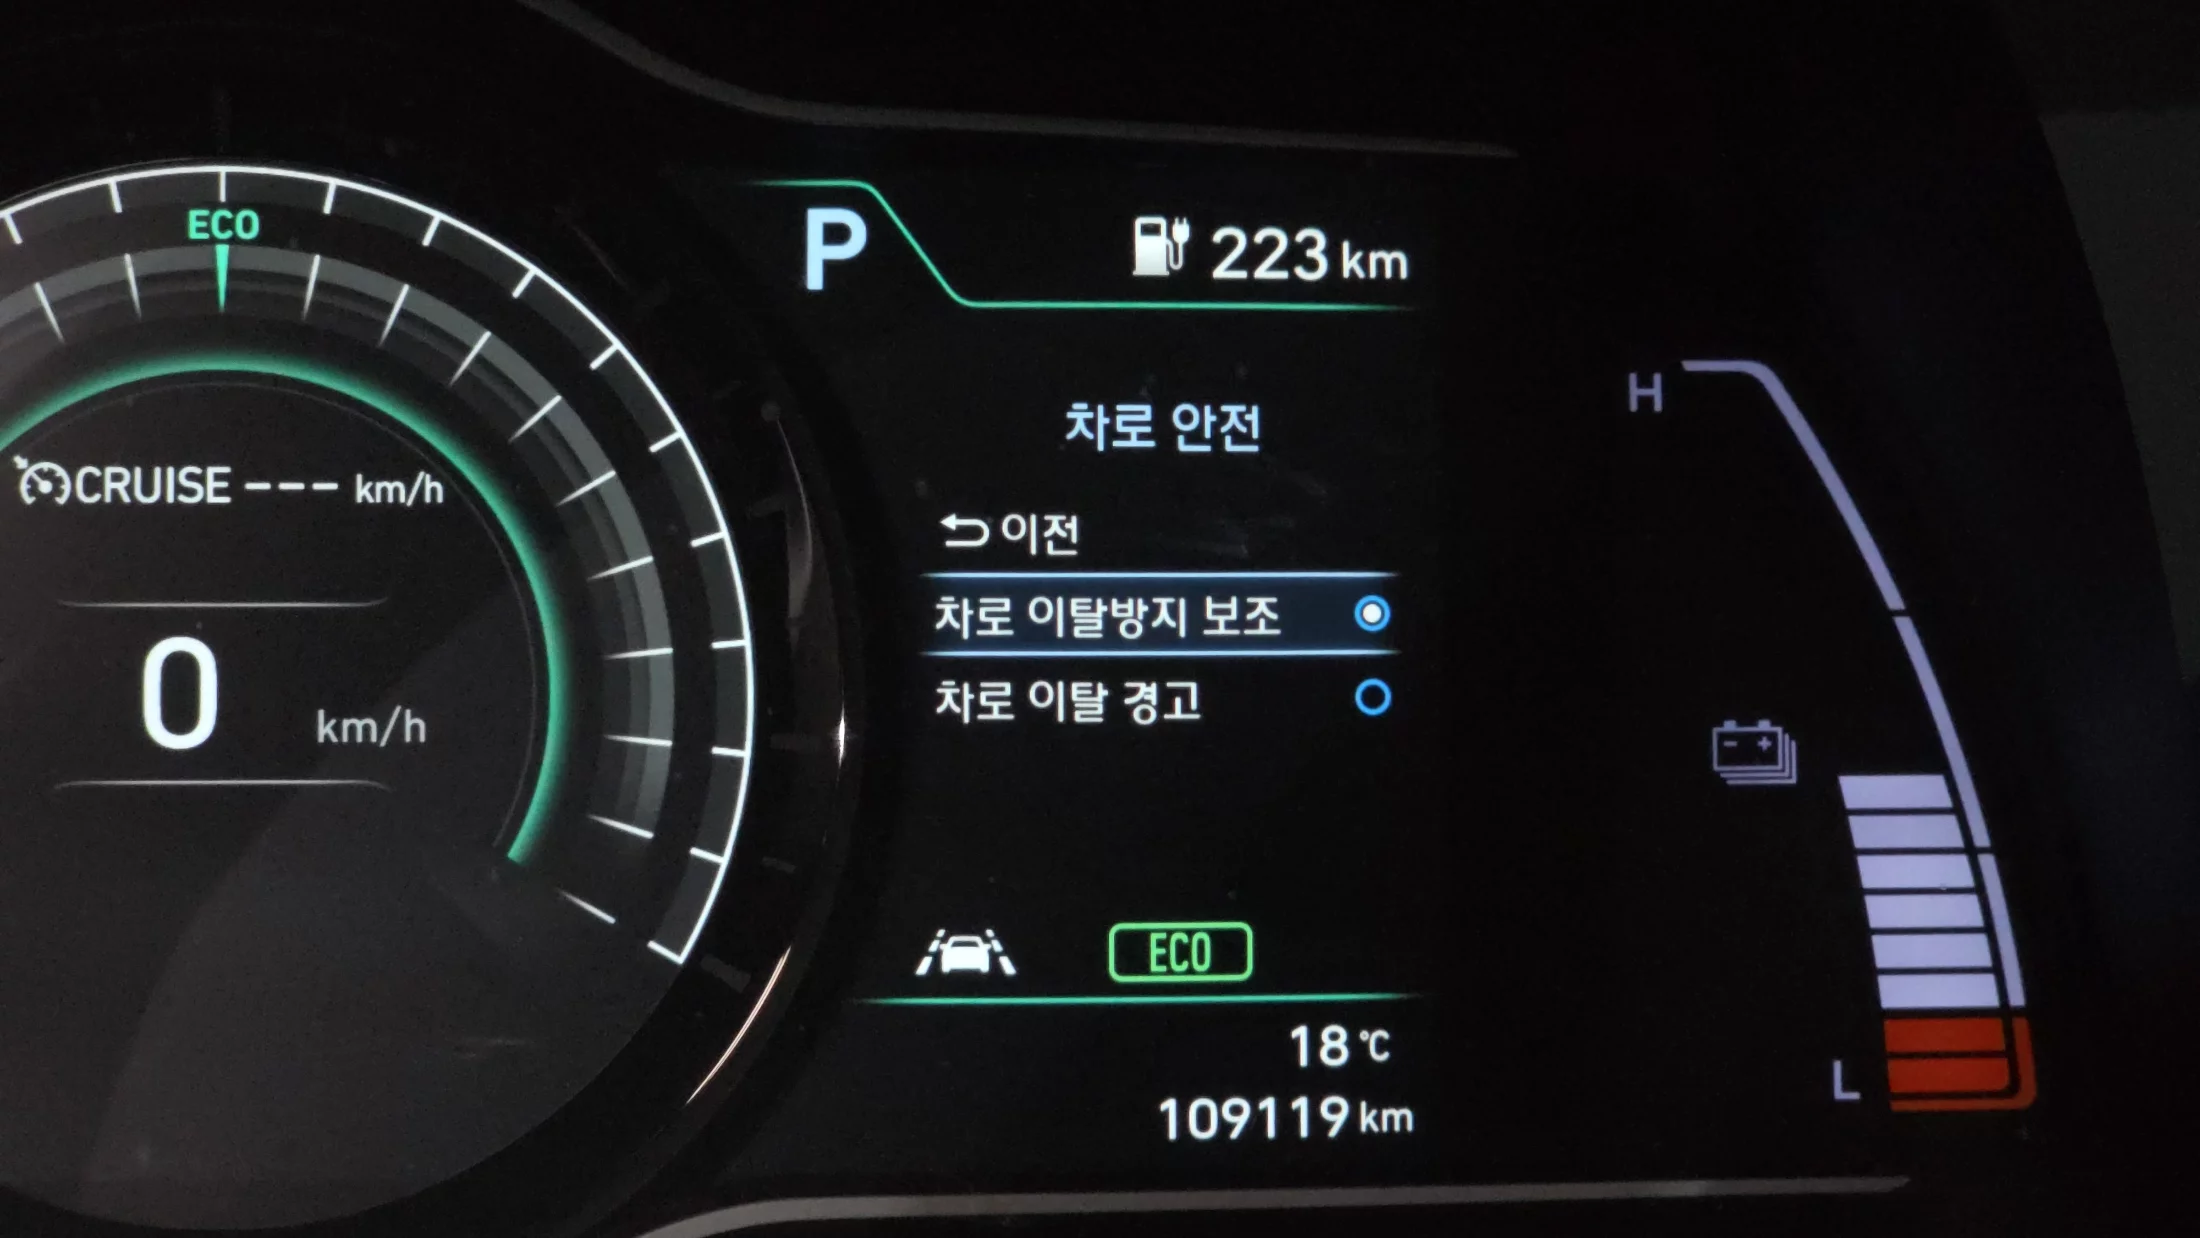 ECO
CRUISE --- km/h
0 km/h
P
223 km
차로 안전
이전
차로 이탈방지 보조
차로 이탈 경고
ECO
18 ℃
109119 km
H
- +
L